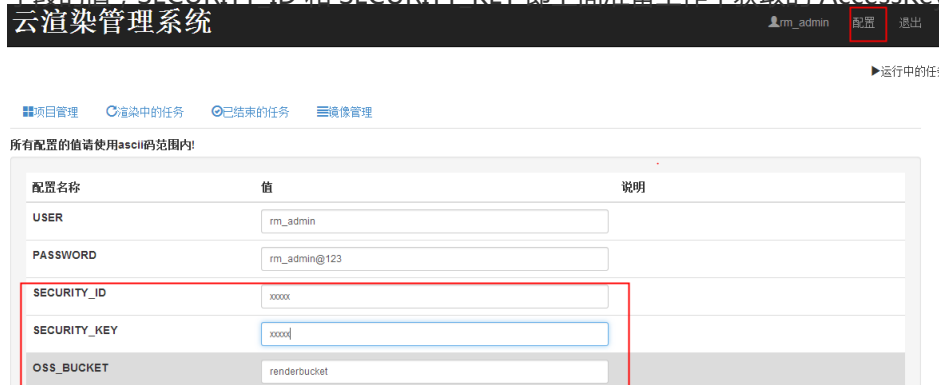 云渲染管理系统
rm_admin 配置 退出
▶运行中的任务
项目管理 渲染中的任务 已结束的任务 镜像管理
所有配置的值请使用ascii码范围内!
配置名称 值 说明
USER rm_admin
PASSWORD rm_admin@123
SECURITY_ID xxxxx
SECURITY_KEY xxxxx
OSS_BUCKET renderbucket